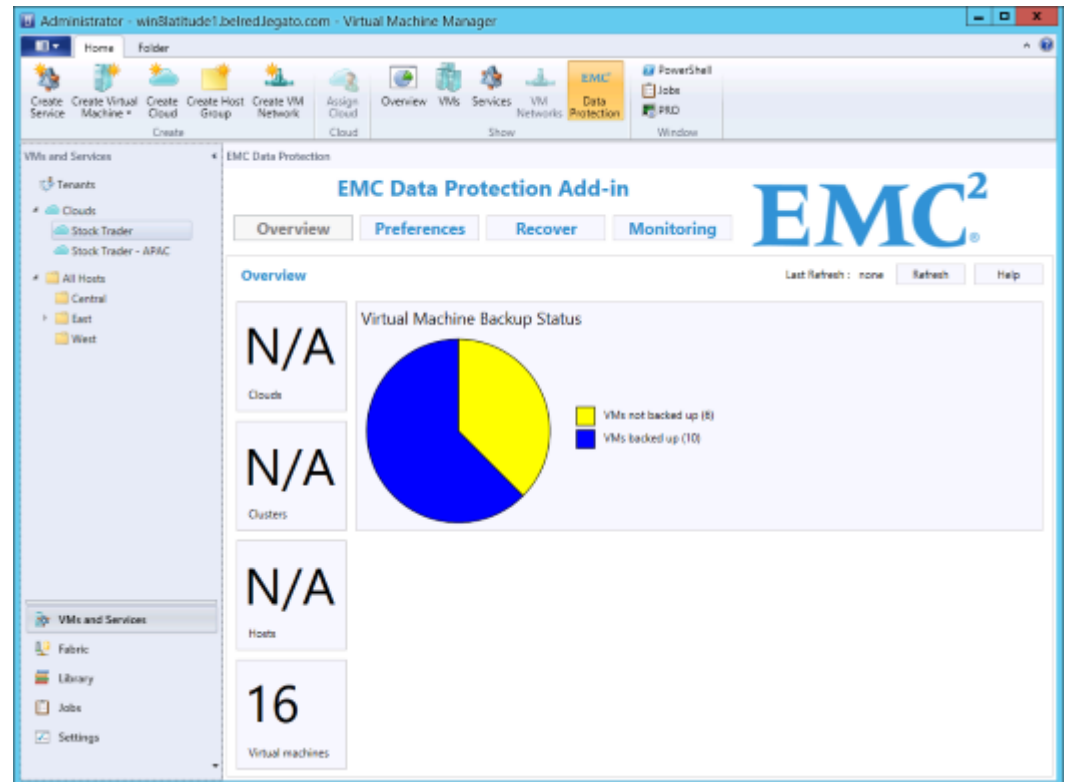 Administrator - win8latitude1.belred.legato.com - Virtual Machine Manager
Home Folder
Create Service
Create Virtual Machine
Create Cloud
Create Host Group
Create VM Network
Assign Cloud
Overview
VMs
Services
VM Networks
EMC² Data Protection
PowerShell
Jobs
PRO
Create
Cloud
Show
Window
VMs and Services
EMC Data Protection
Tenants
Clouds
Stock Trader
Stock Trader - APAC
All Hosts
Central
East
West
VMs and Services
Fabric
Library
Jobs
Settings
EMC Data Protection Add-in
EMC²®
Overview Preferences Recover Monitoring
Overview
Last Refresh : none Refresh Help
N/A
Clouds
N/A
Clusters
N/A
Hosts
16
Virtual machines
Virtual Machine Backup Status
VMs not backed up (6)
VMs backed up (10)